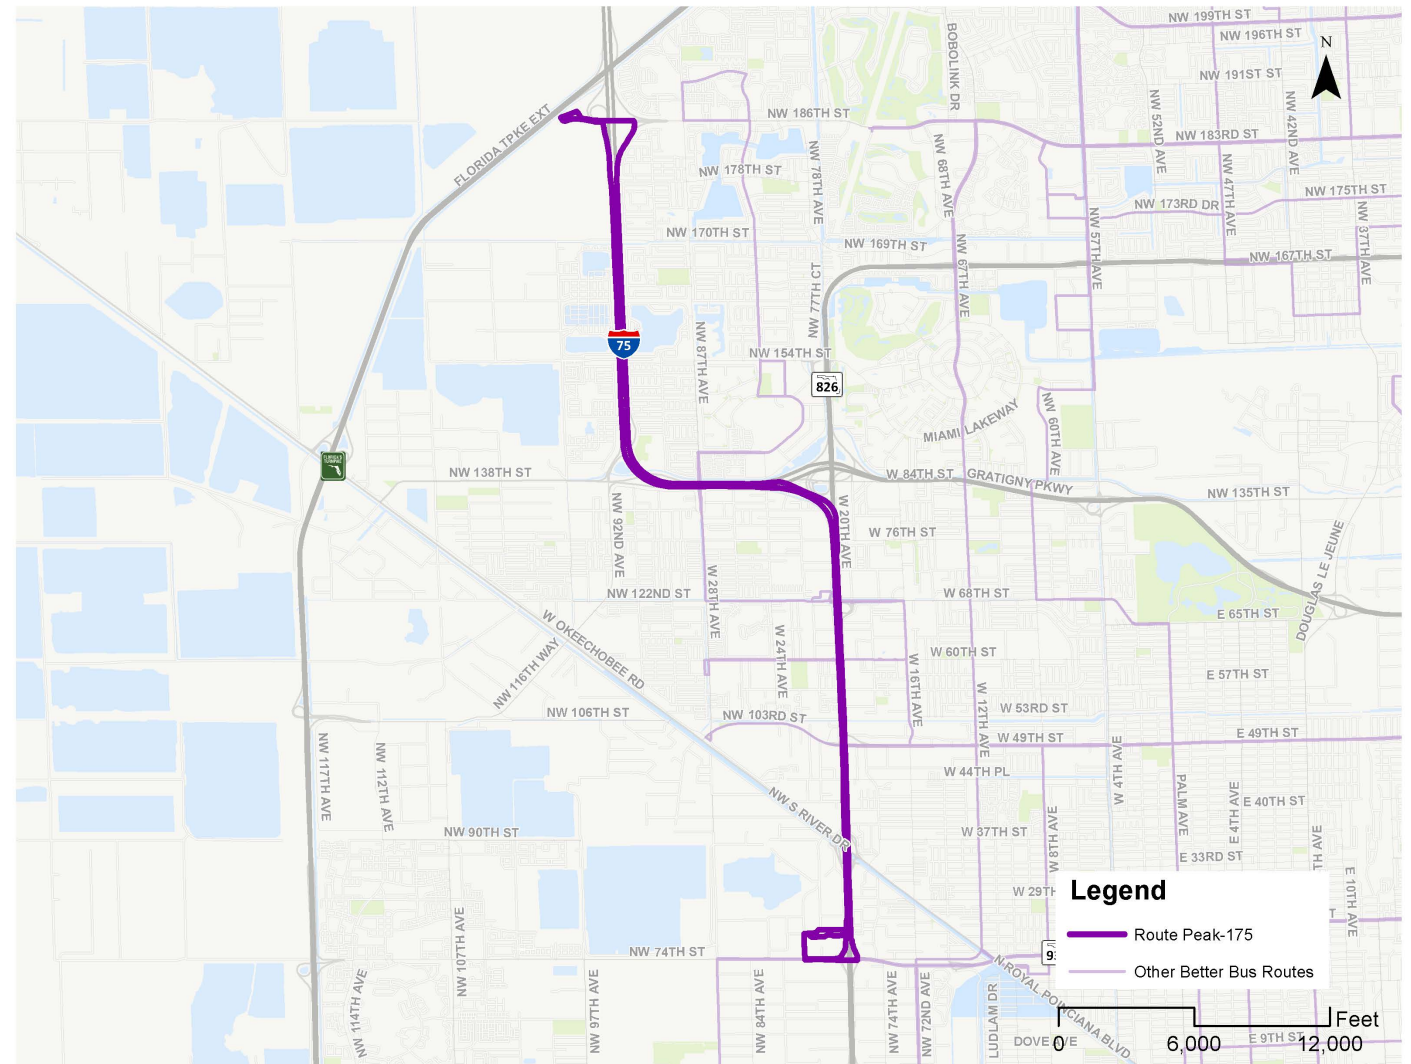 NW 199TH ST
NW 196TH ST
N
BOBOLINK DR
NW 191ST ST
NW 52ND AVE
NW 42ND AVE
FLORIDA TPKE EXT
NW 186TH ST
NW 183RD ST
NW 178TH ST
NW 78TH AVE
NW 68TH AVE
NW 47TH AVE
NW 175TH ST
NW 173RD DR
NW 37TH AVE
NW 57TH AVE
NW 170TH ST
NW 169TH ST
NW 67TH AVE
NW 167TH ST
NW 77TH CT
75
NW 87TH AVE
NW 154TH ST
826
MIAMI LAKEWAY
NW 60TH AVE
NW 138TH ST
W 84TH ST
GRATIGNY PKWY
NW 135TH ST
NW 92ND AVE
W 20TH AVE
W 76TH ST
DOUGLAS LE JEUNE
W 28TH AVE
NW 122ND ST
W 68TH ST
E 65TH ST
W OKEECHOBEE RD
NW 116TH WAY
W 24TH AVE
W 60TH ST
W 16TH AVE
E 57TH ST
W 12TH AVE
NW 106TH ST
NW 103RD ST
W 53RD ST
W 49TH ST
E 49TH ST
NW 117TH AVE
NW 112TH AVE
W 44TH PL
W 4TH AVE
PALM AVE
E 4TH AVE
E 40TH ST
NW S RIVER DR
NW 90TH ST
W 37TH ST
W 8TH AVE
E 33RD ST
TH AVE
E 10TH AVE
W 29TH
T
Legend
Route Peak-175
Other Better Bus Routes
NW 107TH AVE
NW 74TH ST
NW 114TH AVE
NW 97TH AVE
NW 84TH AVE
NW 74TH AVE
NW 72ND AVE
LUDLAM DR
N ROYAL POINCIANA BLVD
Feet
0
6,000
12,000
E 9TH ST